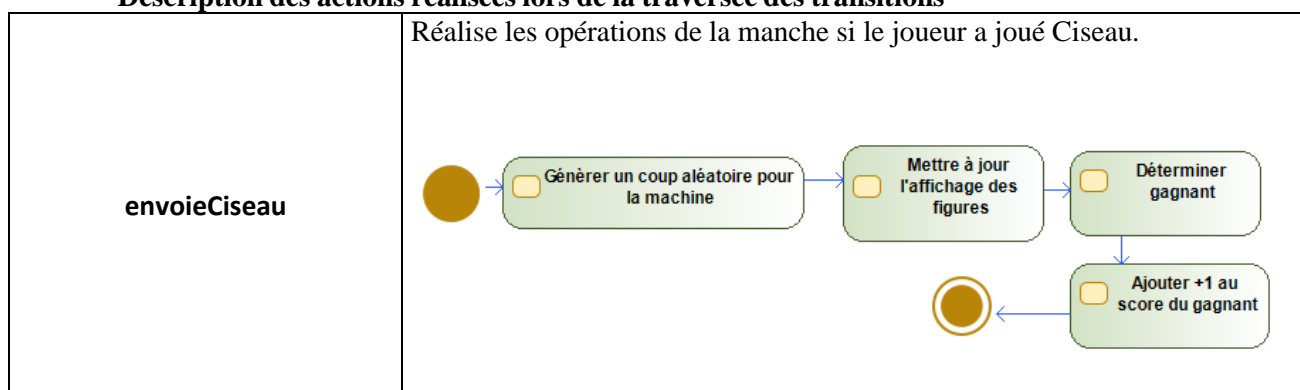 Description des actions réalisées lors de la traversée des transitions
Réalise les opérations de la manche si le joueur a joué Ciseau.
envoieCiseau
Génèrer un coup aléatoire pour
la machine
Mettre à jour
l'affichage des
figures
Déterminer
gagnant
Ajouter +1 au
score du gagnant